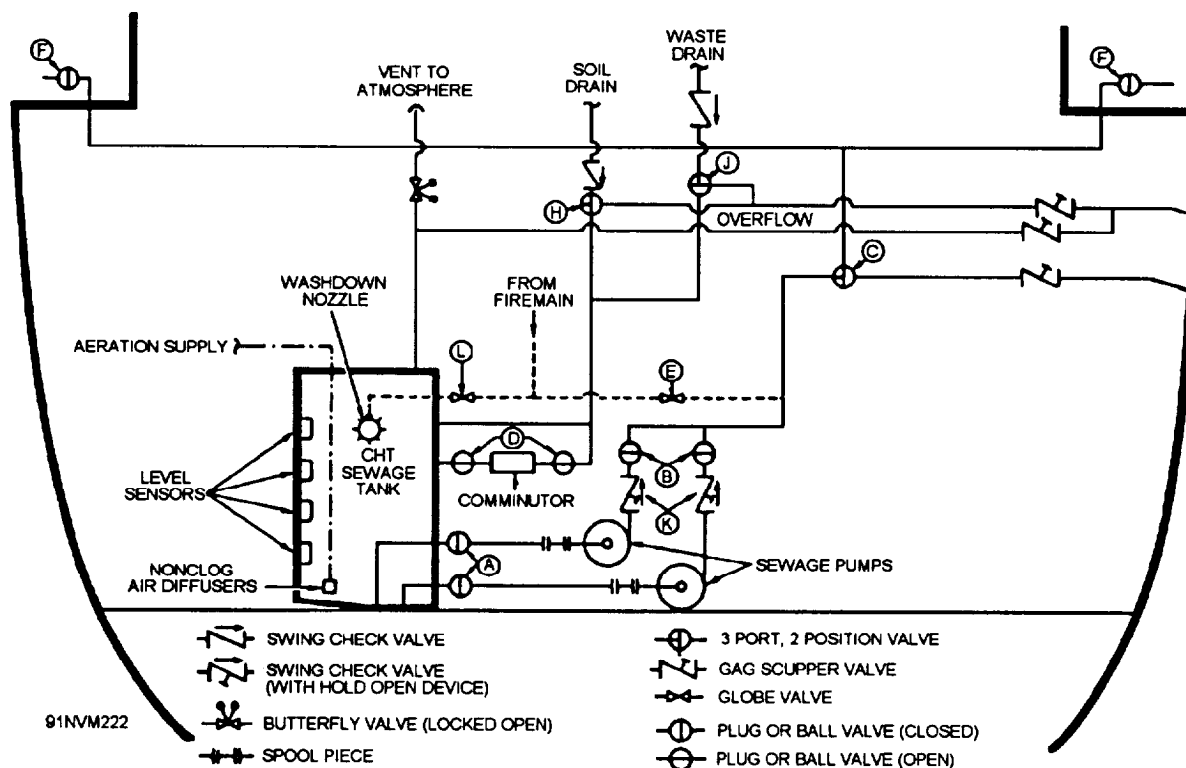 F
VENT TO
ATMOSPHERE
SOIL
DRAIN
WASTE
DRAIN
F
J
H
OVERFLOW
C
WASHDOWN
NOZZLE
FROM
FIREMAIN
AERATION SUPPLY
L
E
CHT
SEWAGE
TANK
D
COMMINUTOR
B
K
LEVEL
SENSORS
A
SEWAGE PUMPS
NONCLOG
AIR DIFFUSERS
SWING CHECK VALVE
SWING CHECK VALVE
(WITH HOLD OPEN DEVICE)
BUTTERFLY VALVE (LOCKED OPEN)
SPOOL PIECE
3 PORT, 2 POSITION VALVE
GAG SCUPPER VALVE
GLOBE VALVE
PLUG OR BALL VALVE (CLOSED)
PLUG OR BALL VALVE (OPEN)
91NVM222